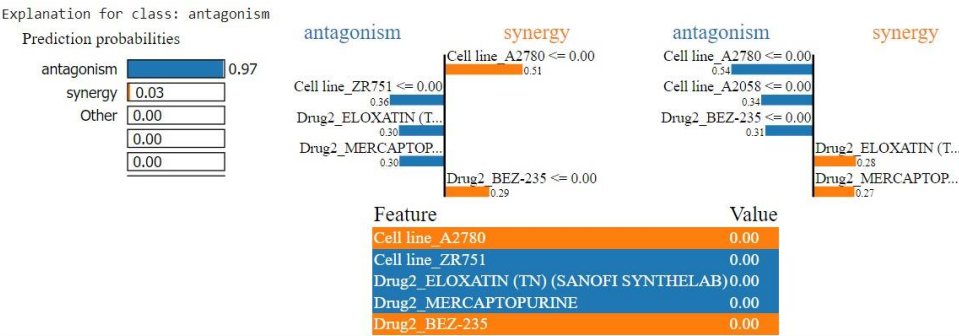 Explanation for class: antagonism
Prediction probabilities
antagonism 0.97
synergy 0.03
Other 0.00
0.00
0.00
antagonism synergy
Cell line_A2780 <= 0.00
0.51
Cell line_ZR751 <= 0.00
0.36
Drug2_ELOXATIN (T...
0.30
Drug2_MERCAPTOP...
0.30
Drug2_BEZ-235 <= 0.00
0.29
antagonism synergy
Cell line_A2780 <= 0.00
0.54
Cell line_A2058 <= 0.00
0.34
Drug2_BEZ-235 <= 0.00
0.31
Drug2_ELOXATIN (T...
0.28
Drug2_MERCAPTOP...
0.27
Feature Value
Cell line_A2780 0.00
Cell line_ZR751 0.00
Drug2_ELOXATIN (TN) (SANOFI SYNTHELAB) 0.00
Drug2_MERCAPTOPURINE 0.00
Drug2_BEZ-235 0.00